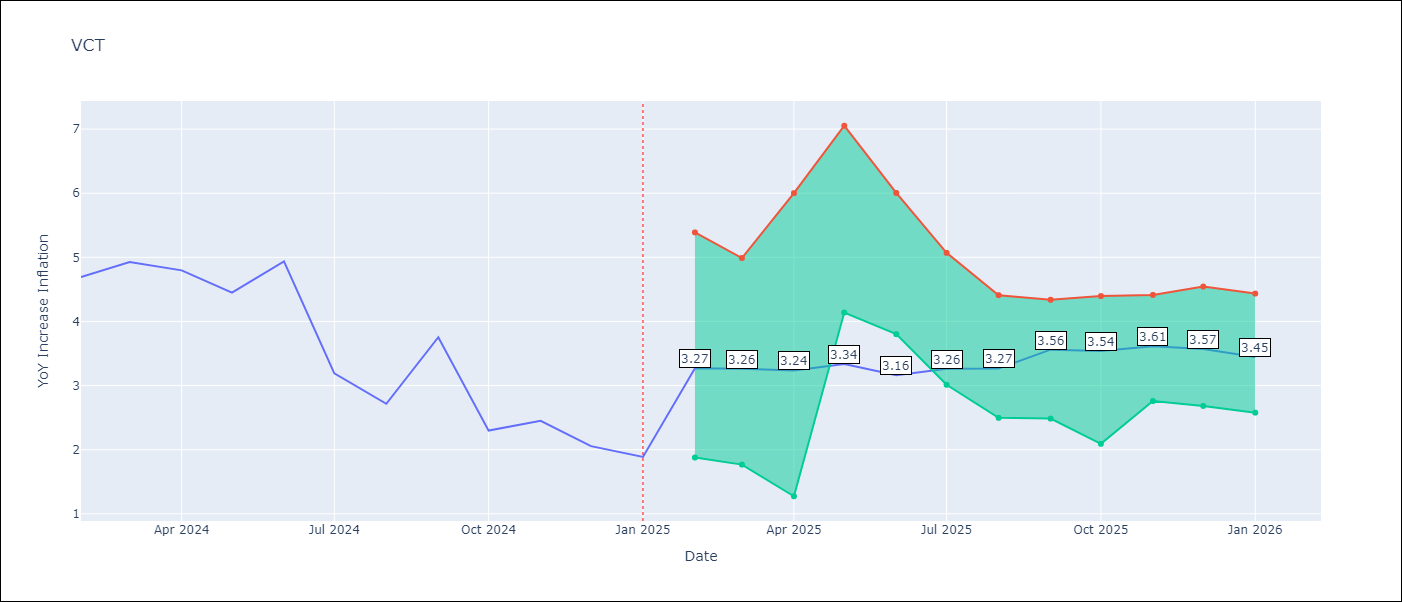 VCT
YoY Increase Inflation
7
6
5
4
3
2
1
3.27
3.26
3.24
3.34
3.16
3.26
3.27
3.56
3.54
3.61
3.57
3.45
Apr 2024
Jul 2024
Oct 2024
Jan 2025
Apr 2025
Jul 2025
Oct 2025
Jan 2026
Date